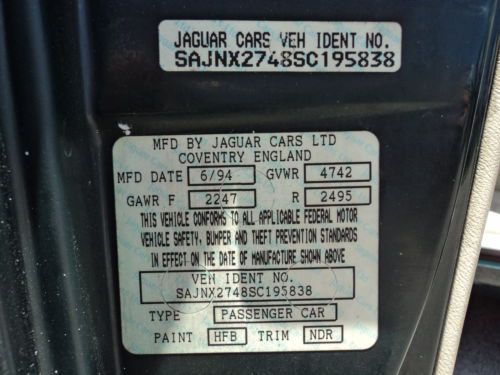 JAGUAR CARS VEH IDENT NO.
SAJNX2748SC195838
MFD BY JAGUAR CARS LTD
COVENTRY ENGLAND
MFD DATE 6/94 GVWR 4742
GAWR F 2247 R 2495
THIS VEHICLE CONFORMS TO ALL APPLICABLE FEDERAL MOTOR
VEHICLE SAFETY, BUMPER AND THEFT PREVENTION STANDARDS
IN EFFECT ON THE DATE OF MANUFACTURE SHOWN ABOVE
VEH IDENT NO.
SAJNX2748SC195838
TYPE PASSENGER CAR
PAINT HFB TRIM NDR